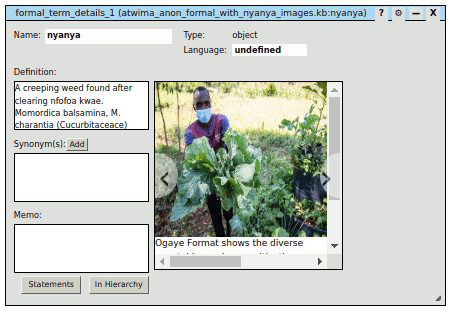 formal_term_details_1 (atwima_anon_formal_with_nyanya_images.kb:nyanya) ? X
Name: nyanya Type: object
Language: undefined
Definition:
A creeping weed found after
clearing nfofoa kwae.
Momordica balsamina, M.
charantia (Cucurbitaceace)
Synonym(s): Add
Memo:
Ogaye Format shows the diverse
Statements In Hierarchy